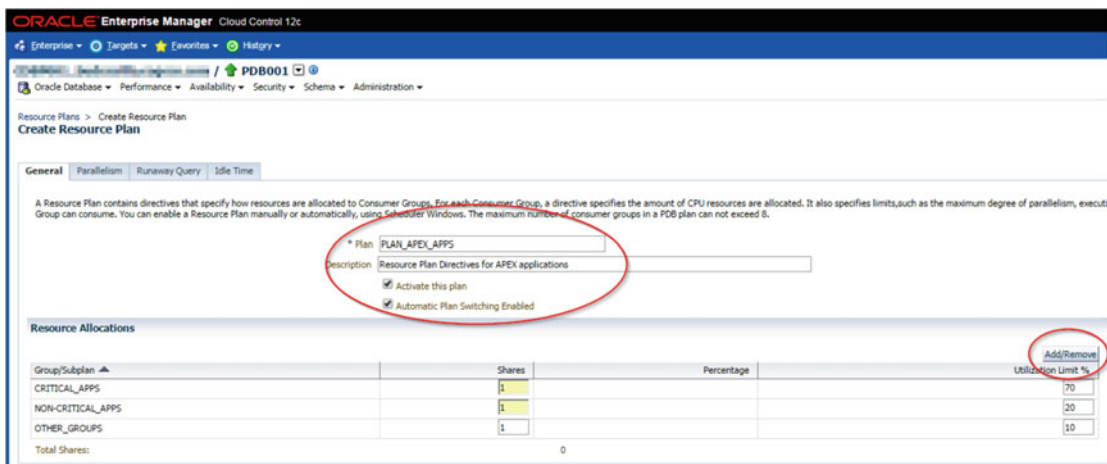 ORACLE Enterprise Manager Cloud Control 12c
Enterprise Targets Favorites History
/ PDB001
Oracle Database Performance Availability Security Schema Administration
Resource Plans > Create Resource Plan
Create Resource Plan
General Parallelism Runaway Query Idle Time
A Resource Plan contains directives that specify how resources are allocated to Consumer Groups. For each Consumer Group, a directive specifies the amount of CPU resources are allocated. It also specifies limits,such as the maximum degree of parallelism, executi
Group can consume. You can enable a Resource Plan manually or automatically, using Scheduler Windows. The maximum number of consumer groups in a PDB plan can not exceed 8.
* Plan PLAN_APEX_APPS
Description Resource Plan Directives for APEX applications
Activate this plan
Automatic Plan Switching Enabled
Resource Allocations
Add/Remove
Group/Subplan Shares Percentage Utilization Limit %
CRITICAL_APPS 1 70
NON-CRITICAL_APPS 1 20
OTHER_GROUPS 1 10
Total Shares: 0